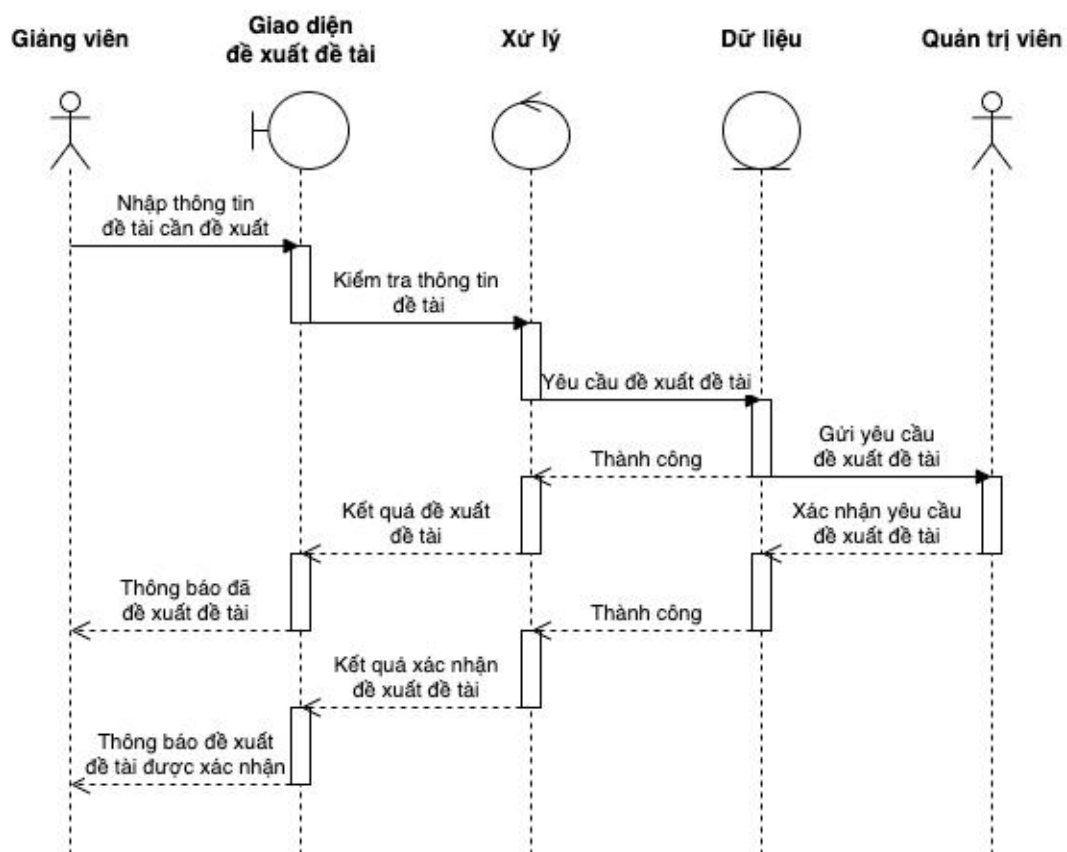 Giảng viên
Giao diện
đề xuất đề tài
Xử lý
Dữ liệu
Quản trị viên
Nhập thông tin
đề tài cần đề xuất
Kiểm tra thông tin
đề tài
Yêu cầu đề xuất đề tài
Gửi yêu cầu
đề xuất đề tài
Thành công
Kết quả đề xuất
đề tài
Xác nhận yêu cầu
đề xuất đề tài
Thông báo đã
đề xuất đề tài
Thành công
Kết quả xác nhận
đề xuất đề tài
Thông báo đề xuất
đề tài được xác nhận